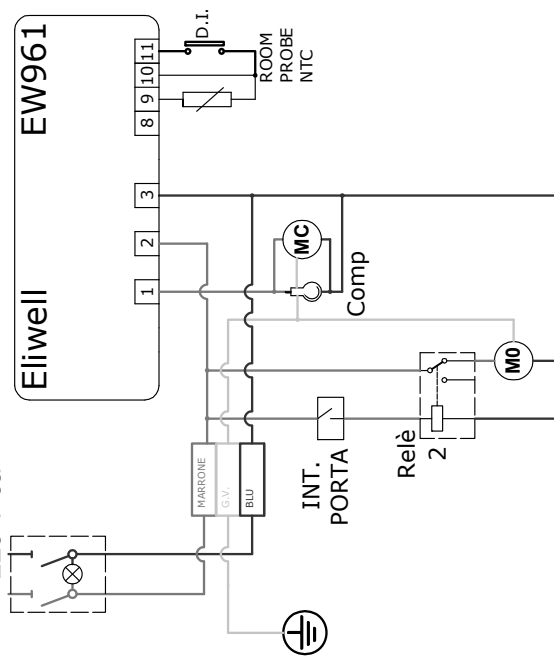 Eliwell EW961
1 2 3 8 9 10 11
D.I.
ROOM
PROBE
NTC
MC
Comp
M0
Relè
2
INT.
PORTA
MARRONE
G.V.
BLU